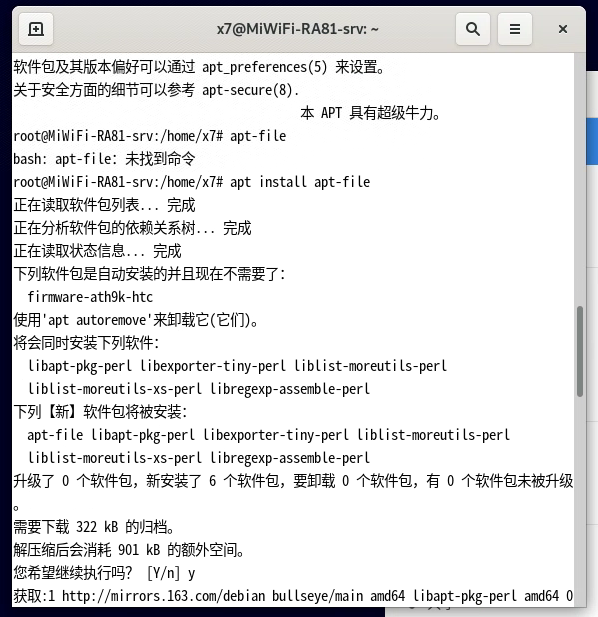 x7@MiWiFi-RA81-srv: ~
软件包及其版本偏好可以通过 apt_preferences(5) 来设置。
关于安全方面的细节可以参考 apt-secure(8).
本 APT 具有超级牛力。
root@MiWiFi-RA81-srv:/home/x7# apt-file
bash: apt-file：未找到命令
root@MiWiFi-RA81-srv:/home/x7# apt install apt-file
正在读取软件包列表... 完成
正在分析软件包的依赖关系树... 完成
正在读取状态信息... 完成
下列软件包是自动安装的并且现在不需要了：
firmware-ath9k-htc
使用'apt autoremove'来卸载它(它们)。
将会同时安装下列软件：
libapt-pkg-perl libexporter-tiny-perl liblist-moreutils-perl
liblist-moreutils-xs-perl libregexp-assemble-perl
下列【新】软件包将被安装：
apt-file libapt-pkg-perl libexporter-tiny-perl liblist-moreutils-perl
liblist-moreutils-xs-perl libregexp-assemble-perl
升级了 0 个软件包，新安装了 6 个软件包，要卸载 0 个软件包，有 0 个软件包未被升级
。
需要下载 322 kB 的归档。
解压缩后会消耗 901 kB 的额外空间。
您希望继续执行吗？ [Y/n] y
获取:1 http://mirrors.163.com/debian bullseye/main amd64 libapt-pkg-perl amd64 0